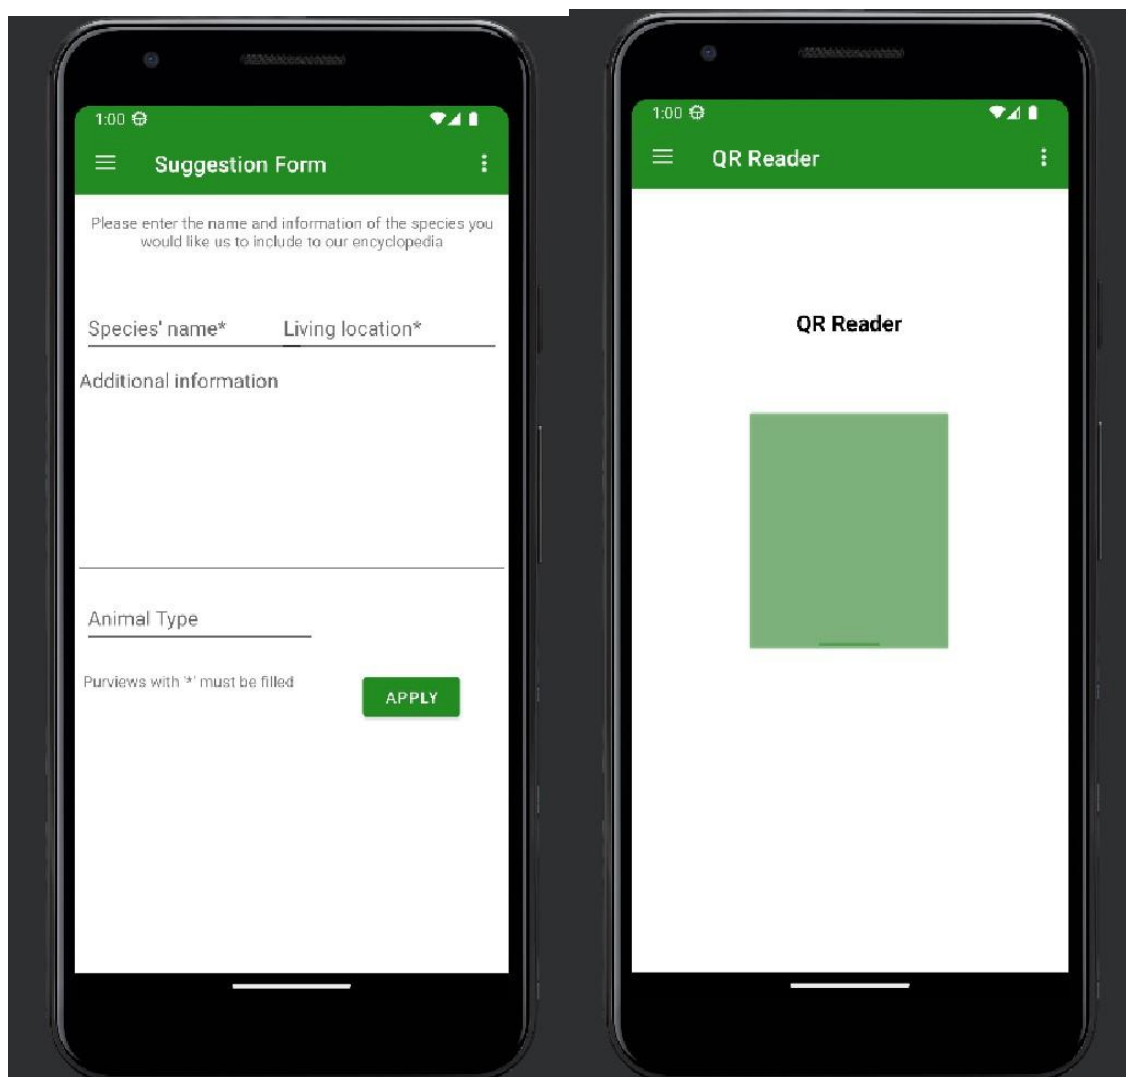 1:00
Suggestion Form
Please enter the name and information of the species you
would like us to include to our encyclopedia
Species' name*
Living location*
Additional information
Animal Type
Purviews with '*' must be filled
APPLY
1:00
QR Reader
QR Reader